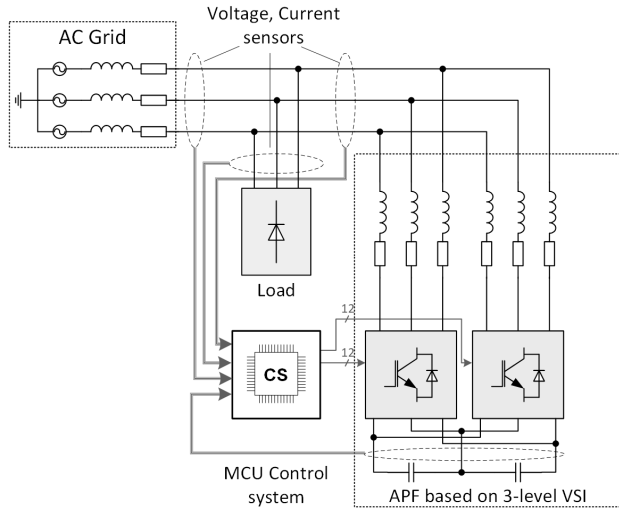 Voltage, Current
sensors
AC Grid
Load
12
12
CS
MCU Control
system
APF based on 3-level VSI